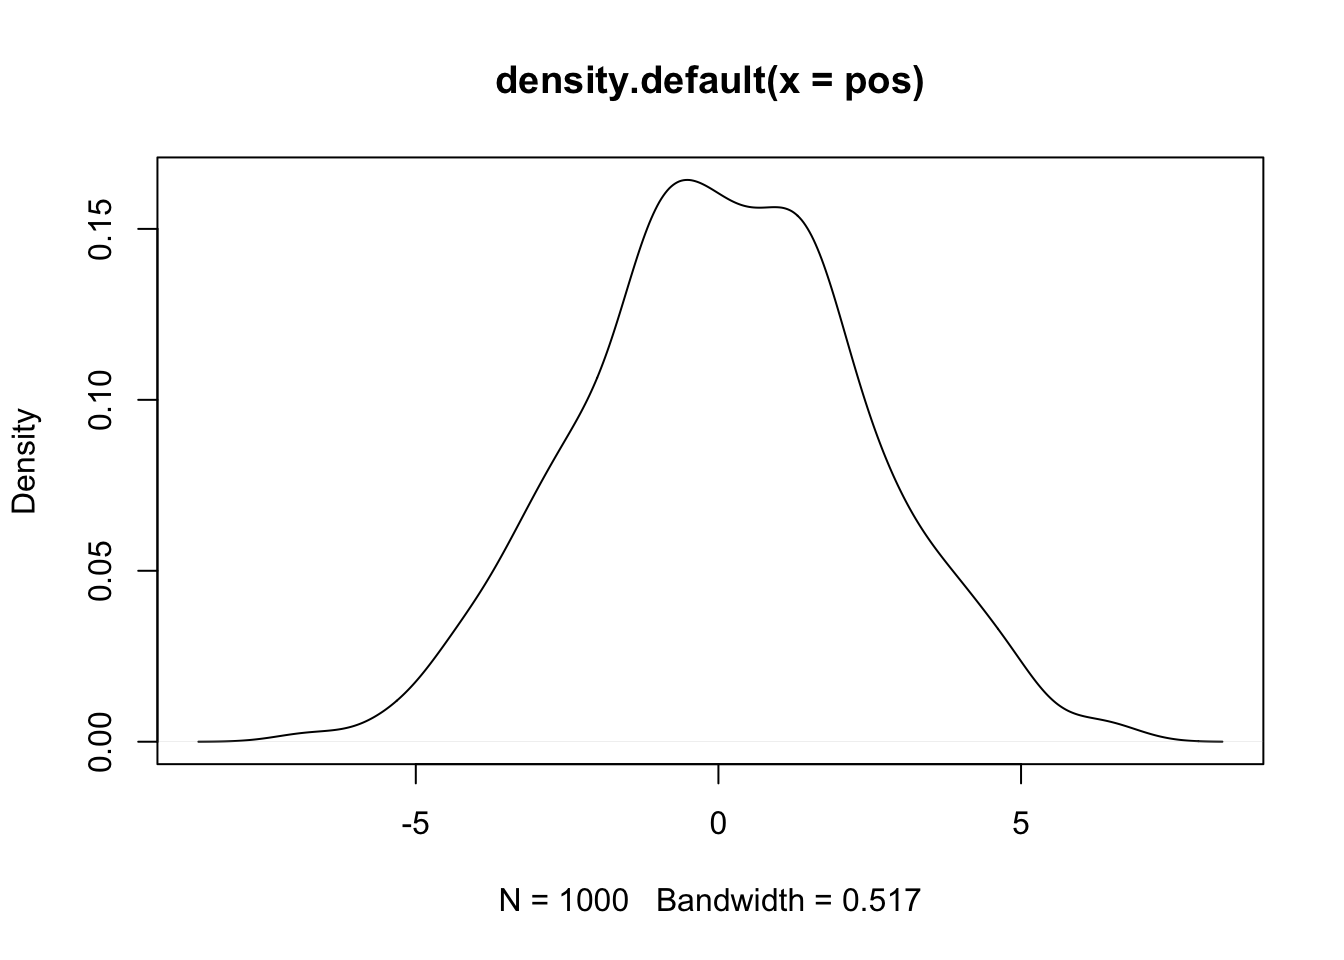 density.default(x = pos)
Density
0.15
0.10
0.05
0.00
-5 0 5
N = 1000 Bandwidth = 0.517